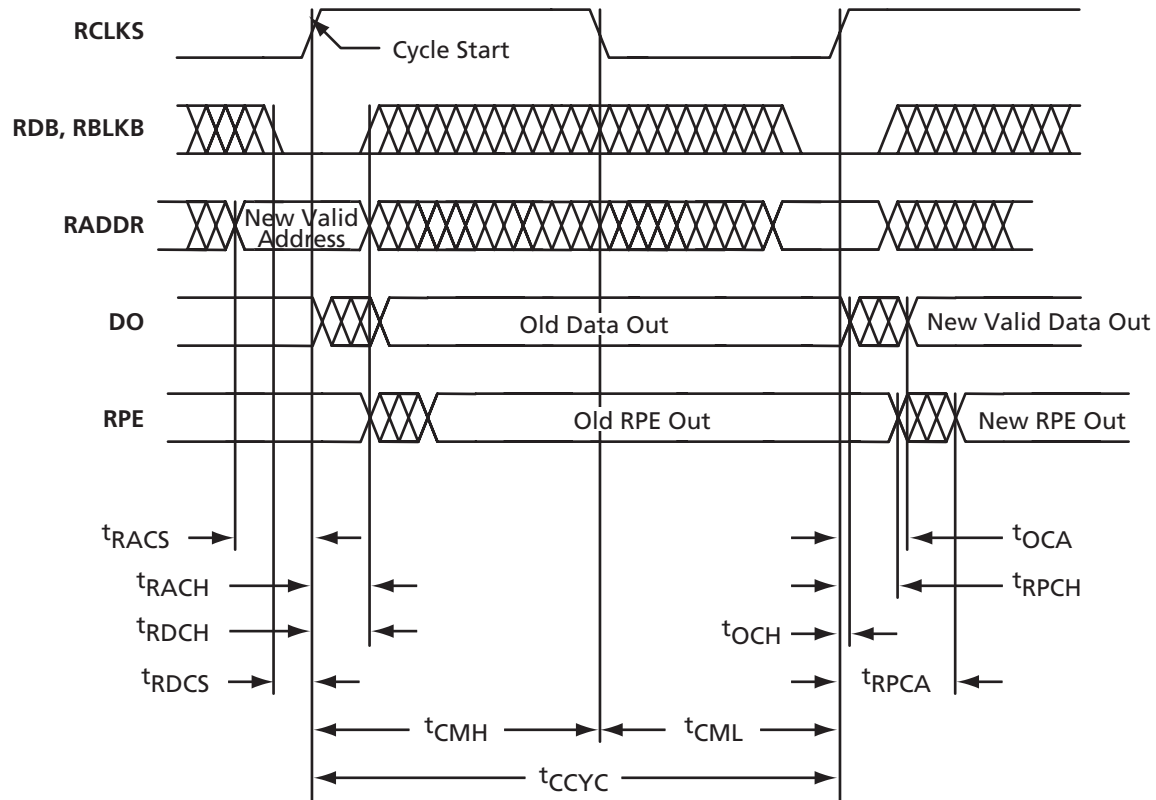 RCLKS
Cycle Start
RDB, RBLKB
RADDR
New Valid
Address
DO
Old Data Out
New Valid Data Out
RPE
Old RPE Out
New RPE Out
tRACS
tOCA
tRACH
tRPCH
tRDCH
tOCH
tRDCS
tRPCA
tCMH
tCML
tCCYC